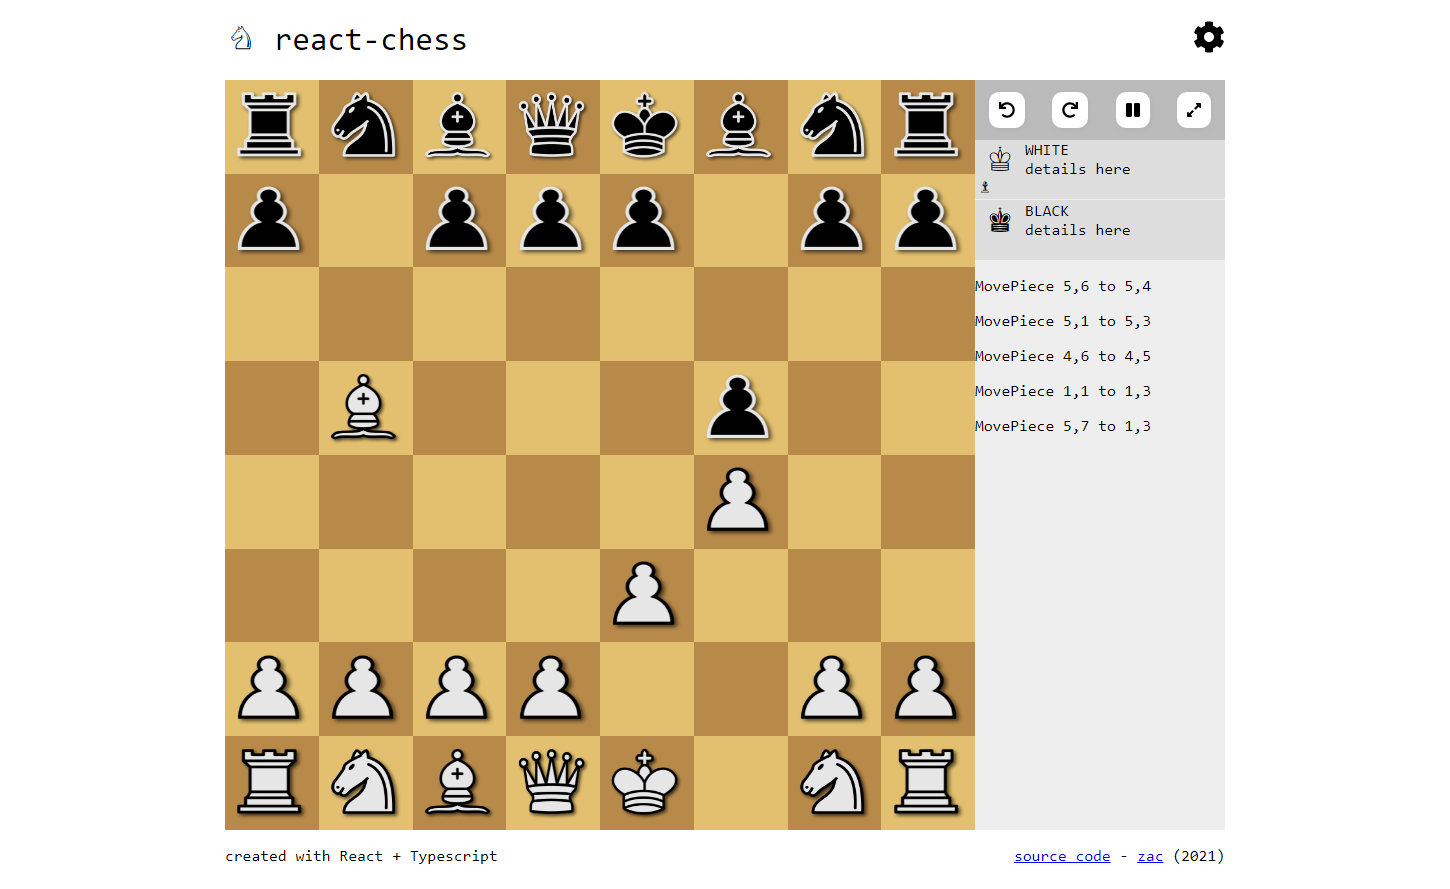 react-chess
WHITE
details here
BLACK
details here
MovePiece 5,6 to 5,4
MovePiece 5,1 to 5,3
MovePiece 4,6 to 4,5
MovePiece 1,1 to 1,3
MovePiece 5,7 to 1,3
created with React + Typescript
source code - zac (2021)